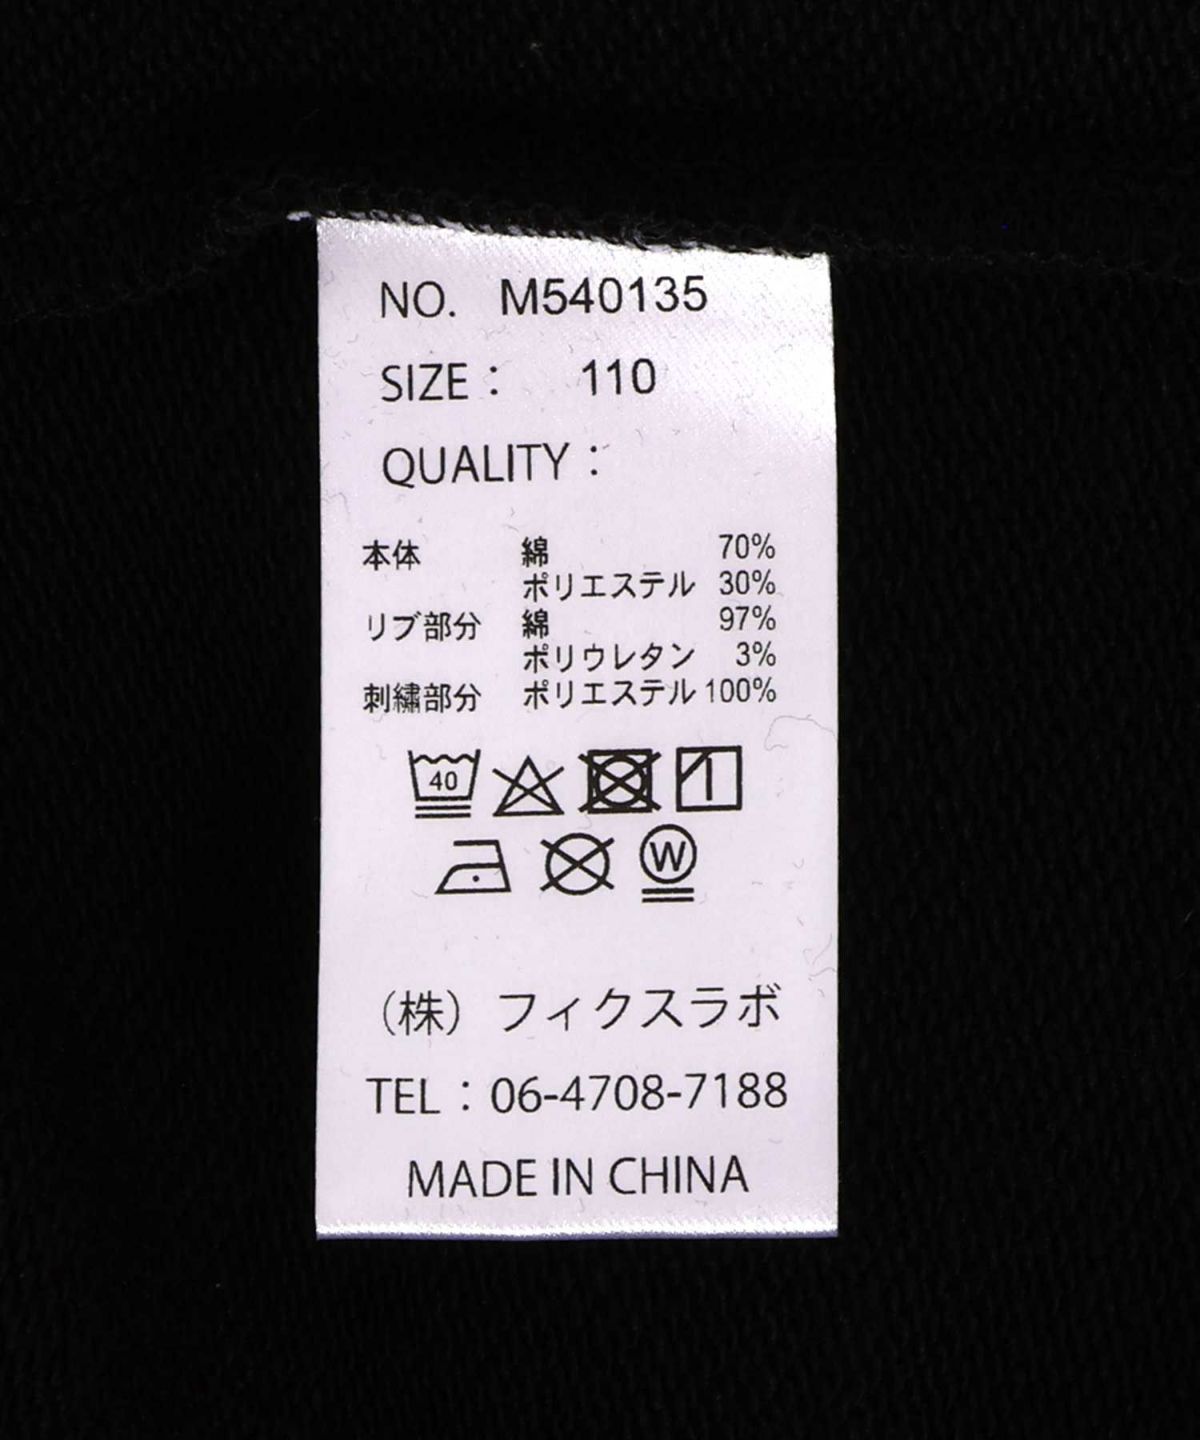 NO. M540135
SIZE： 110
QUALITY：
本体 綿 70%
ポリエステル 30%
リブ部分 綿 97%
ポリウレタン 3%
刺繍部分 ポリエステル 100%
40
W
（株）フィクスラボ
TEL：06-4708-7188
MADE IN CHINA